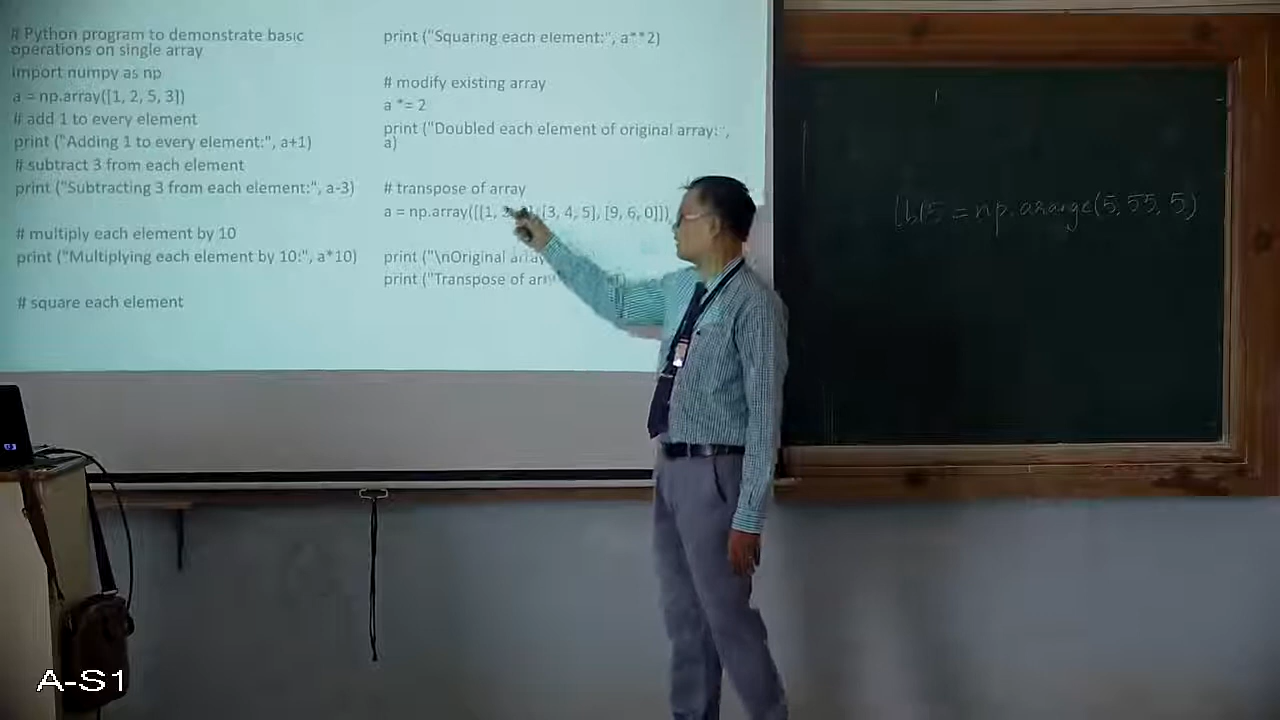 # Python program to demonstrate basic
operations on single array
import numpy as np
a = np.array([1, 2, 5, 3])
# add 1 to every element
print ("Adding 1 to every element:", a+1)
# subtract 3 from each element
print ("Subtracting 3 from each element:", a-3)
# multiply each element by 10
print ("Multiplying each element by 10:", a*10)
# square each element
print ("Squaring each element:", a**2)
# modify existing array
a *= 2
print ("Doubled each element of original array:",
a)
# transpose of array
a = np.array([[1, [3, 4, 5], [9, 6, 0]])
print ("\nOriginal array
print ("Transpose of
= np.arange(5, 55, 5)
A-S1